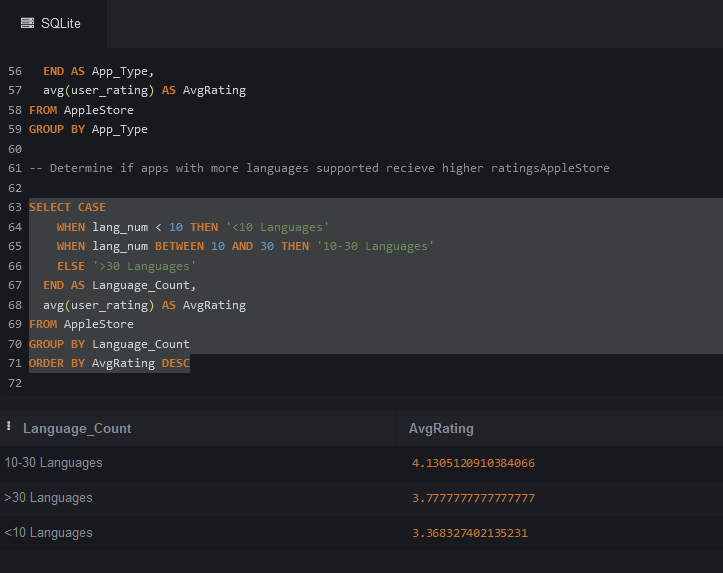 SQLite
56 END AS App_Type,
57 avg(user_rating) AS AvgRating
58 FROM AppleStore
59 GROUP BY App_Type
60
61 -- Determine if apps with more languages supported recieve higher ratingsAppleStore
62
63 SELECT CASE
64 WHEN lang_num < 10 THEN '<10 Languages'
65 WHEN lang_num BETWEEN 10 AND 30 THEN '10-30 Languages'
66 ELSE '>30 Languages'
67 END AS Language_Count,
68 avg(user_rating) AS AvgRating
69 FROM AppleStore
70 GROUP BY Language_Count
71 ORDER BY AvgRating DESC
72
Language_Count AvgRating
10-30 Languages 4.1305120910384066
>30 Languages 3.7777777777777777
<10 Languages 3.368327402135231